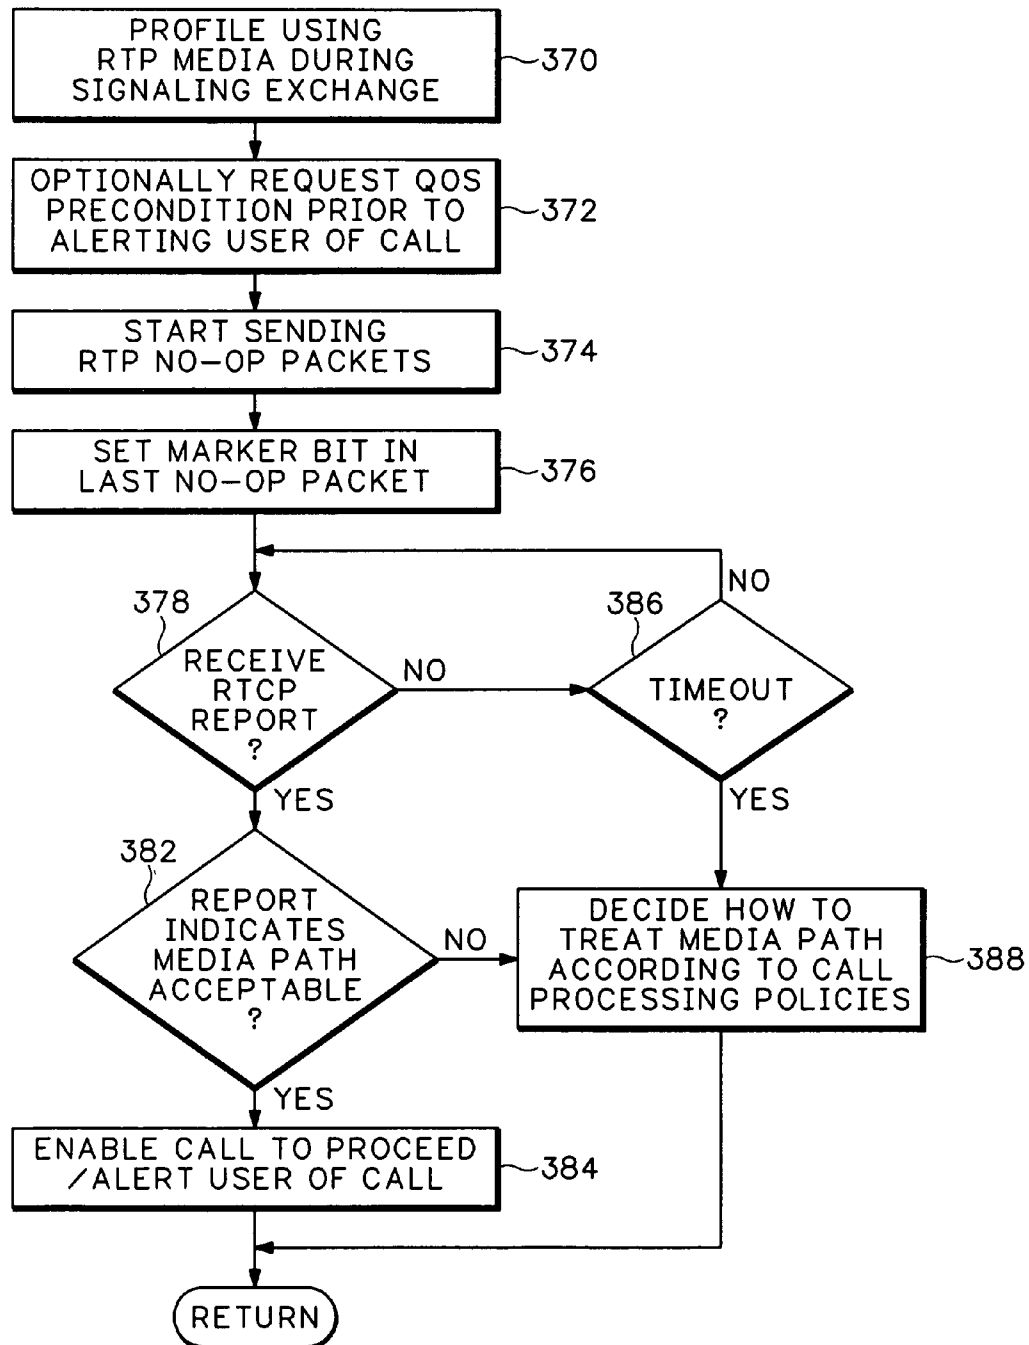 PROFILE USING
RTP MEDIA DURING
SIGNALING EXCHANGE
370
OPTIONALLY REQUEST QOS
PRECONDITION PRIOR TO
ALERTING USER OF CALL
372
START SENDING
RTP NO-OP PACKETS
374
SET MARKER BIT IN
LAST NO-OP PACKET
376
378
RECEIVE
RTCP
REPORT
?
NO
YES
386
TIMEOUT
?
NO
YES
382
REPORT
INDICATES
MEDIA PATH
ACCEPTABLE
?
NO
YES
DECIDE HOW TO
TREAT MEDIA PATH
ACCORDING TO CALL
PROCESSING POLICIES
388
ENABLE CALL TO PROCEED
/ALERT USER OF CALL
384
RETURN